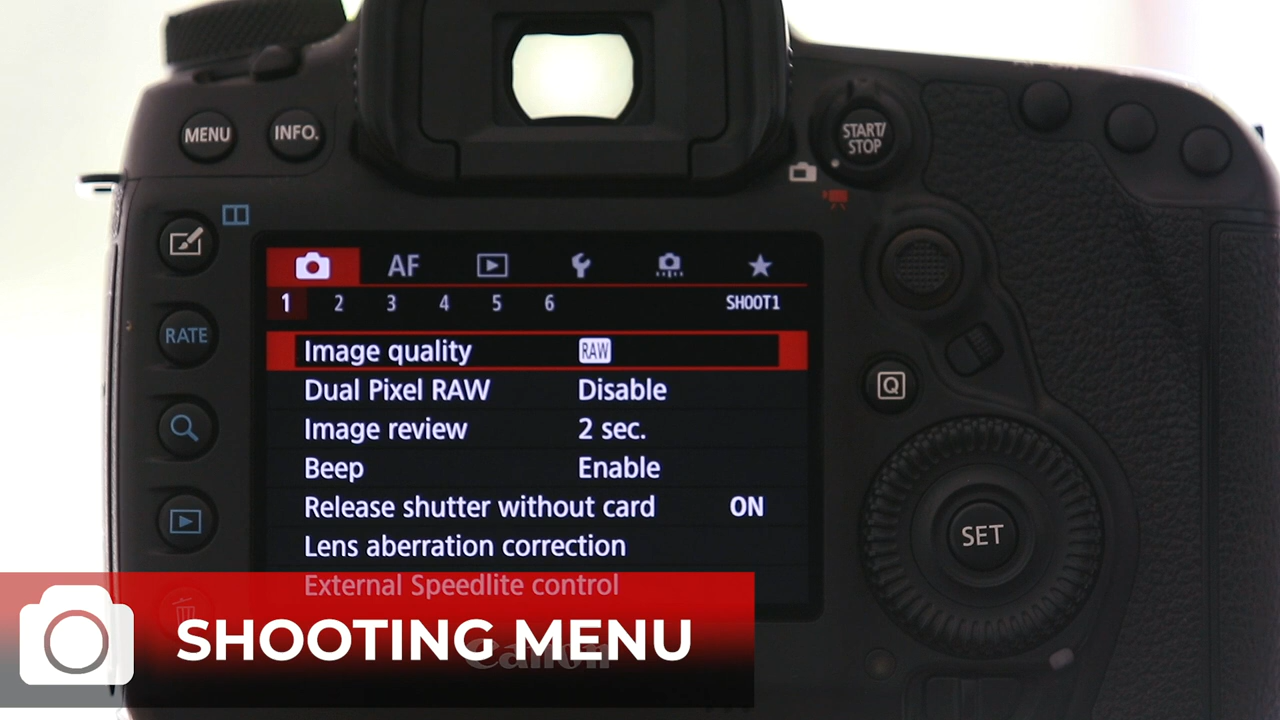 MENU INFO.
START/
STOP
RATE
AF
1 2 3 4 5 6 SHOOT1
Image quality RAW
Dual Pixel RAW Disable
Image review 2 sec.
Beep Enable
Release shutter without card ON
Lens aberration correction
External Speedlite control
Q
SET
SHOOTING MENU
Canon